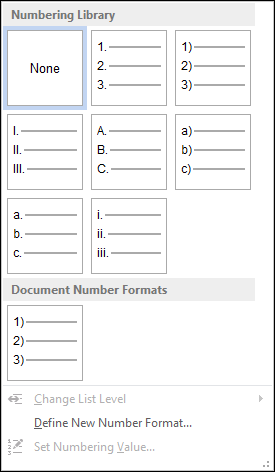 Numbering Library
None
1.
2.
3.
1)
2)
3)
I.
II.
III.
A.
B.
C.
a)
b)
c)
a.
b.
c.
i.
ii.
iii.
Document Number Formats
1)
2)
3)
Change List Level
Define New Number Format...
Set Numbering Value...